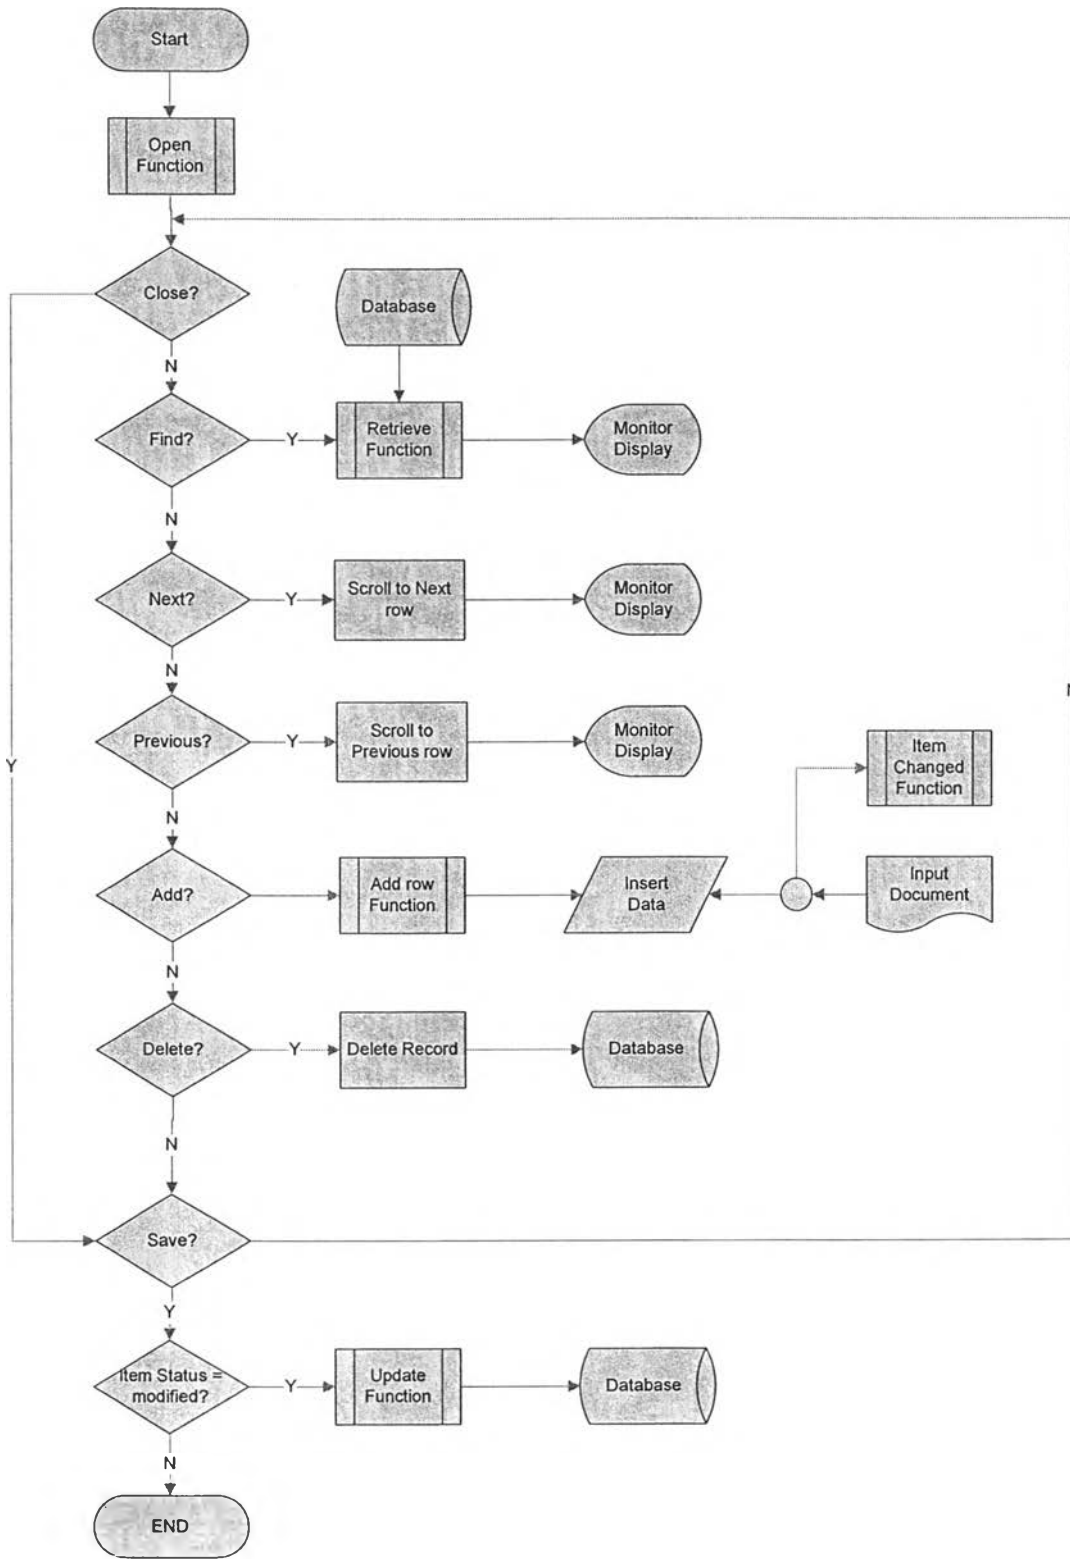 Start
Open
Function
Close?
Database
N
Find?
Y
Retrieve
Function
Monitor
Display
N
Next?
Y
Scroll to Next
row
Monitor
Display
N
Previous?
Y
Scroll to
Previous row
Monitor
Display
Item
Changed
Function
Y
N
Add?
Add row
Function
Insert
Data
Input
Document
N
Delete?
Y
Delete Record
Database
N
Save?
Y
Item Status =
modified?
Y
Update
Function
Database
N
END